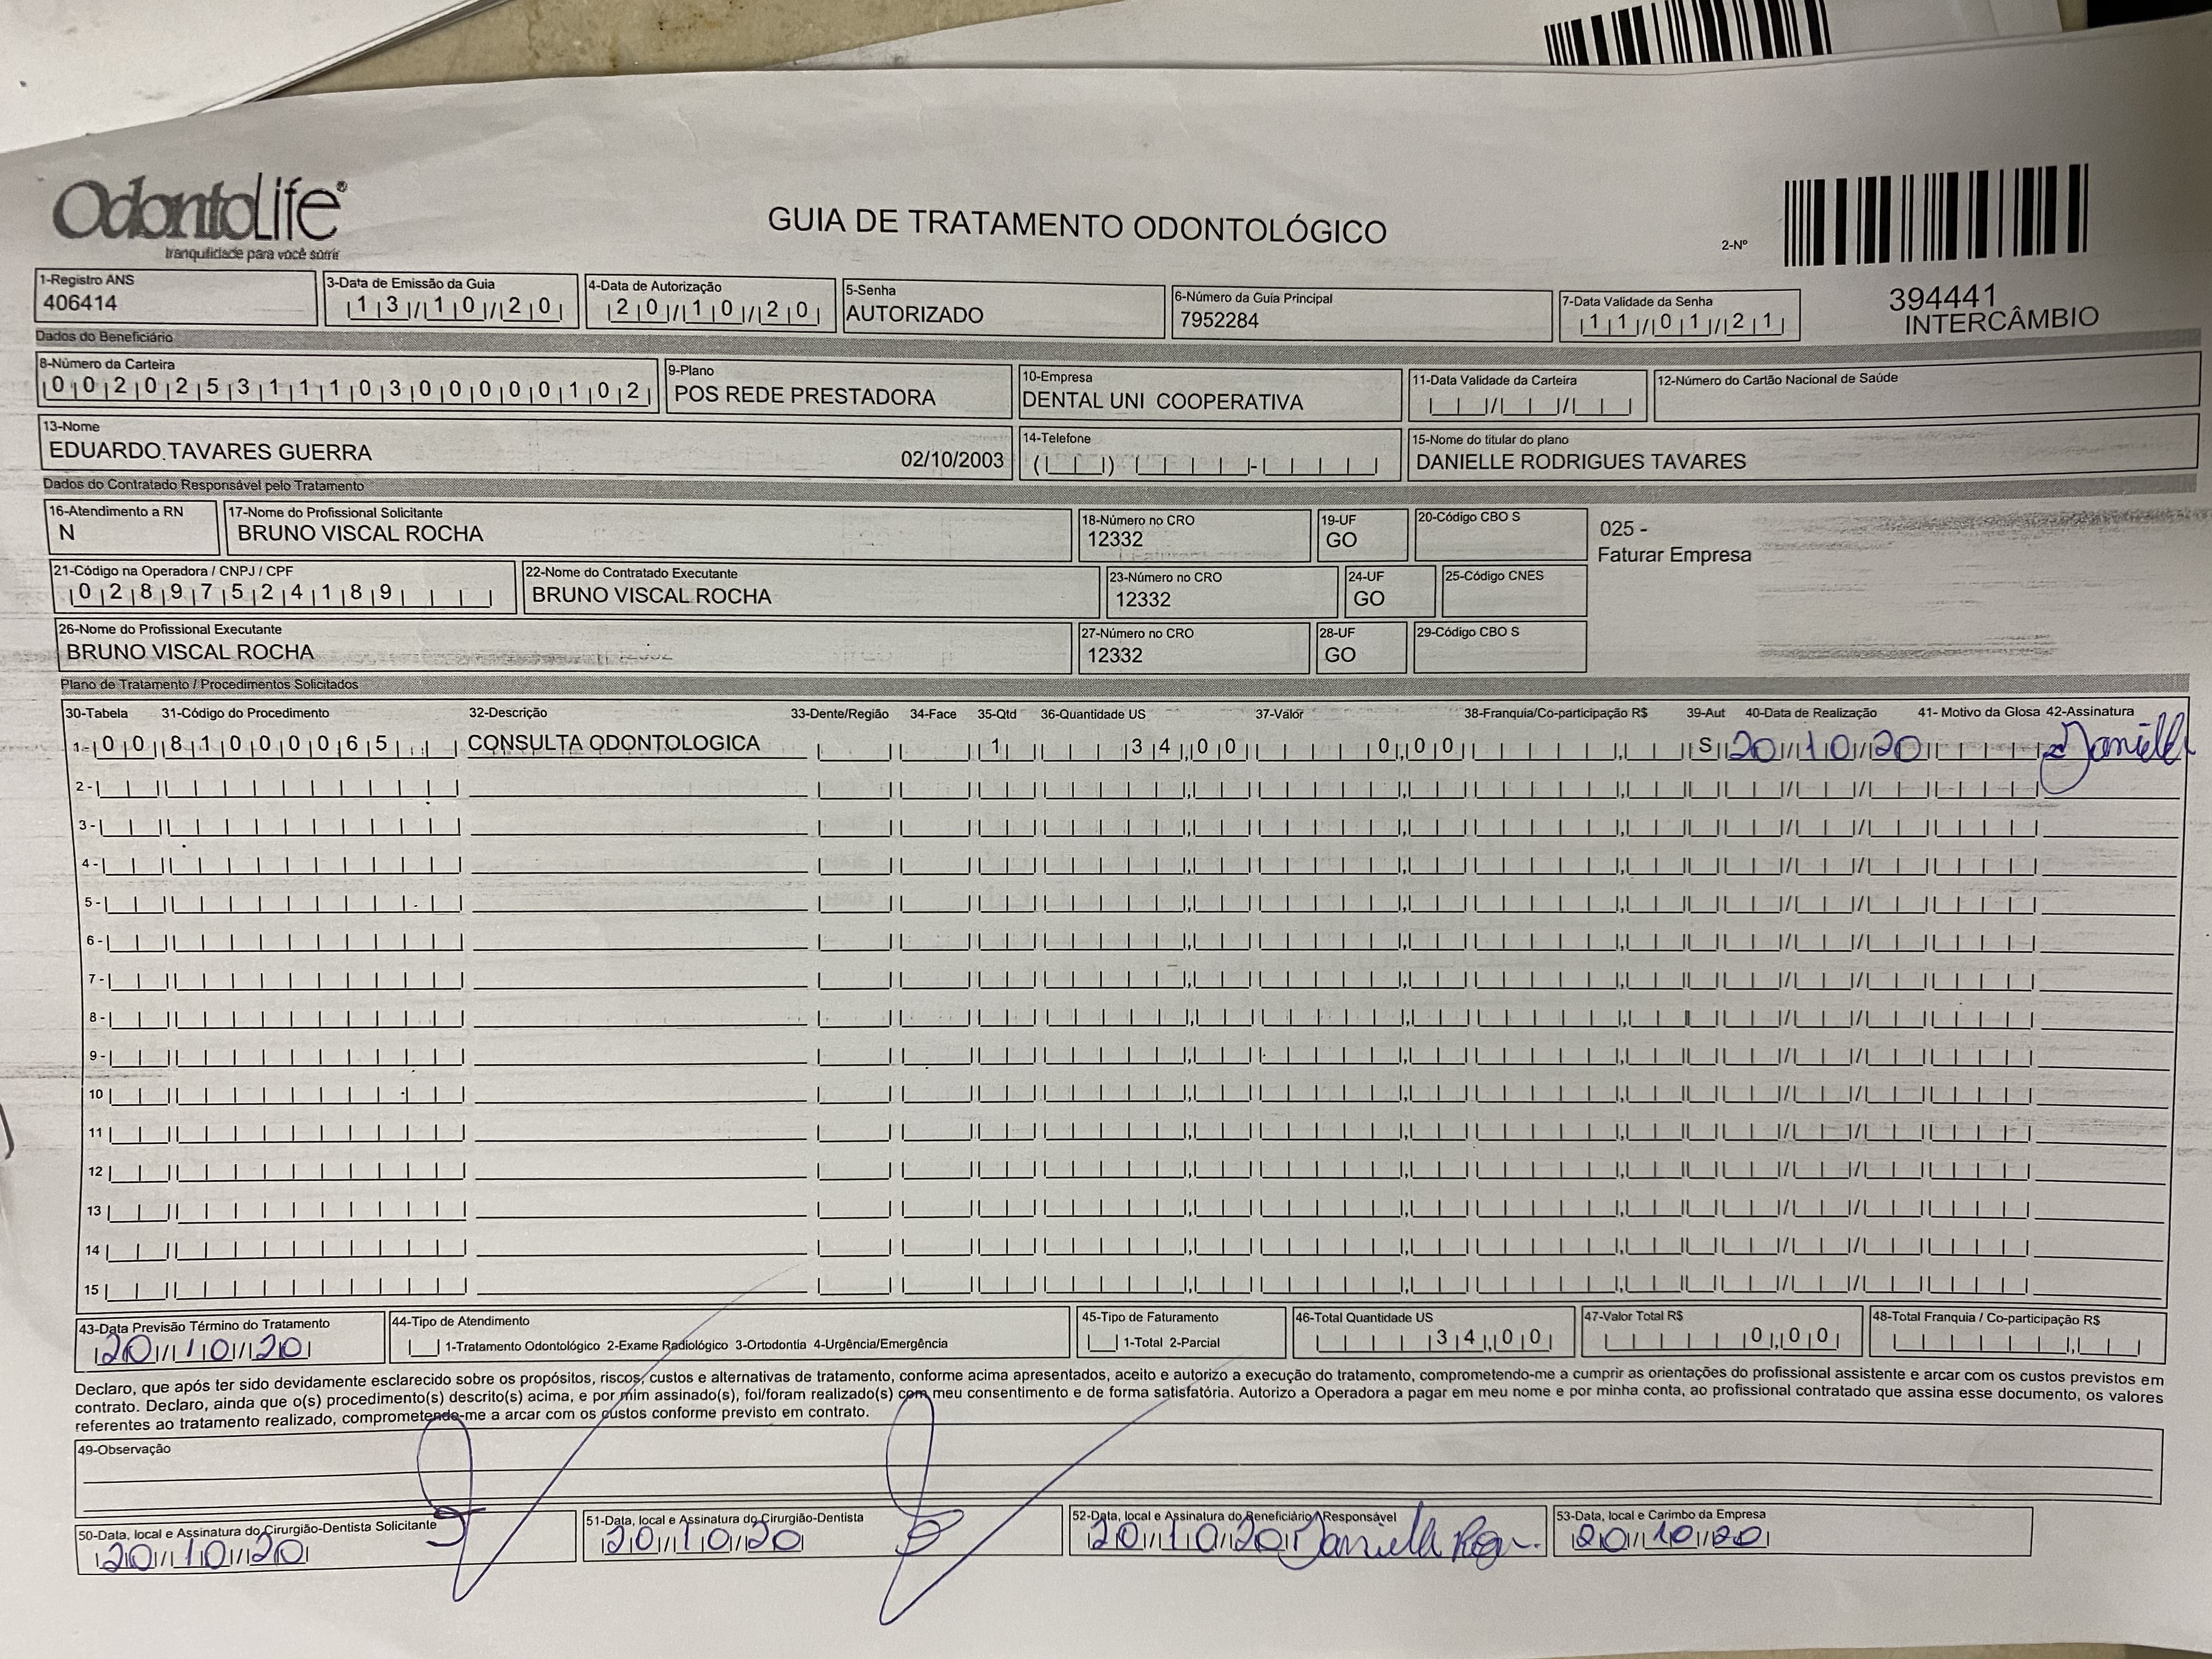 OdontoLife®
tranquilidade para você sorrir
GUIA DE TRATAMENTO ODONTOLÓGICO
2-Nº
394441
INTERCÂMBIO
1-Registro ANS
406414
3-Data de Emissão da Guia
13/10/20
4-Data de Autorização
20/10/20
5-Senha
AUTORIZADO
6-Número da Guia Principal
7952284
7-Data Validade da Senha
11/01/21
Dados do Beneficiário
8-Número da Carteira
002025311103000000102
9-Plano
POS REDE PRESTADORA
10-Empresa
DENTAL UNI COOPERATIVA
11-Data Validade da Carteira
12-Número do Cartão Nacional de Saúde
13-Nome
EDUARDO TAVARES GUERRA 02/10/2003
14-Telefone
15-Nome do titular do plano
DANIELLE RODRIGUES TAVARES
Dados do Contratado Responsável pelo Tratamento
16-Atendimento a RN
N
17-Nome do Profissional Solicitante
BRUNO VISCAL ROCHA
18-Número no CRO
12332
19-UF
GO
20-Código CBO S
025 -
Faturar Empresa
21-Código na Operadora / CNPJ / CPF
02897524189
22-Nome do Contratado Executante
BRUNO VISCAL ROCHA
23-Número no CRO
12332
24-UF
GO
25-Código CNES
26-Nome do Profissional Executante
BRUNO VISCAL ROCHA
27-Número no CRO
12332
28-UF
GO
29-Código CBO S
Plano de Tratamento / Procedimentos Solicitados
30-Tabela 31-Código do Procedimento 32-Descrição 33-Dente/Região 34-Face 35-Qtd 36-Quantidade US 37-Valor 38-Franquia/Co-participação R$ 39-Aut 40-Data de Realização 41- Motivo da Glosa 42-Assinatura
1- 00 81000065 CONSULTA ODONTOLOGICA 1 34,00 0,00 S 20/10/20 Danielle
2-
3-
4-
5-
6-
7-
8-
9-
10
11
12
13
14
15
43-Data Previsão Término do Tratamento
20/10/20
44-Tipo de Atendimento
1-Tratamento Odontológico 2-Exame Radiológico 3-Ortodontia 4-Urgência/Emergência
45-Tipo de Faturamento
1-Total 2-Parcial
46-Total Quantidade US
34,00
47-Valor Total R$
0,00
48-Total Franquia / Co-participação R$
Declaro, que após ter sido devidamente esclarecido sobre os propósitos, riscos, custos e alternativas de tratamento, conforme acima apresentados, aceito e autorizo a execução do tratamento, comprometendo-me a cumprir as orientações do profissional assistente e arcar com os custos previstos em
contrato. Declaro, ainda que o(s) procedimento(s) descrito(s) acima, e por mim assinado(s), foi/foram realizado(s) com meu consentimento e de forma satisfatória. Autorizo a Operadora a pagar em meu nome e por minha conta, ao profissional contratado que assina esse documento, os valores
referentes ao tratamento realizado, comprometendo-me a arcar com os custos conforme previsto em contrato.
49-Observação
50-Data, local e Assinatura do Cirurgião-Dentista Solicitante
20/10/20
51-Data, local e Assinatura do Cirurgião-Dentista
20/10/20
52-Data, local e Assinatura do Beneficiário / Responsável
20/10/20 Danielle
53-Data, local e Carimbo da Empresa
20/10/20